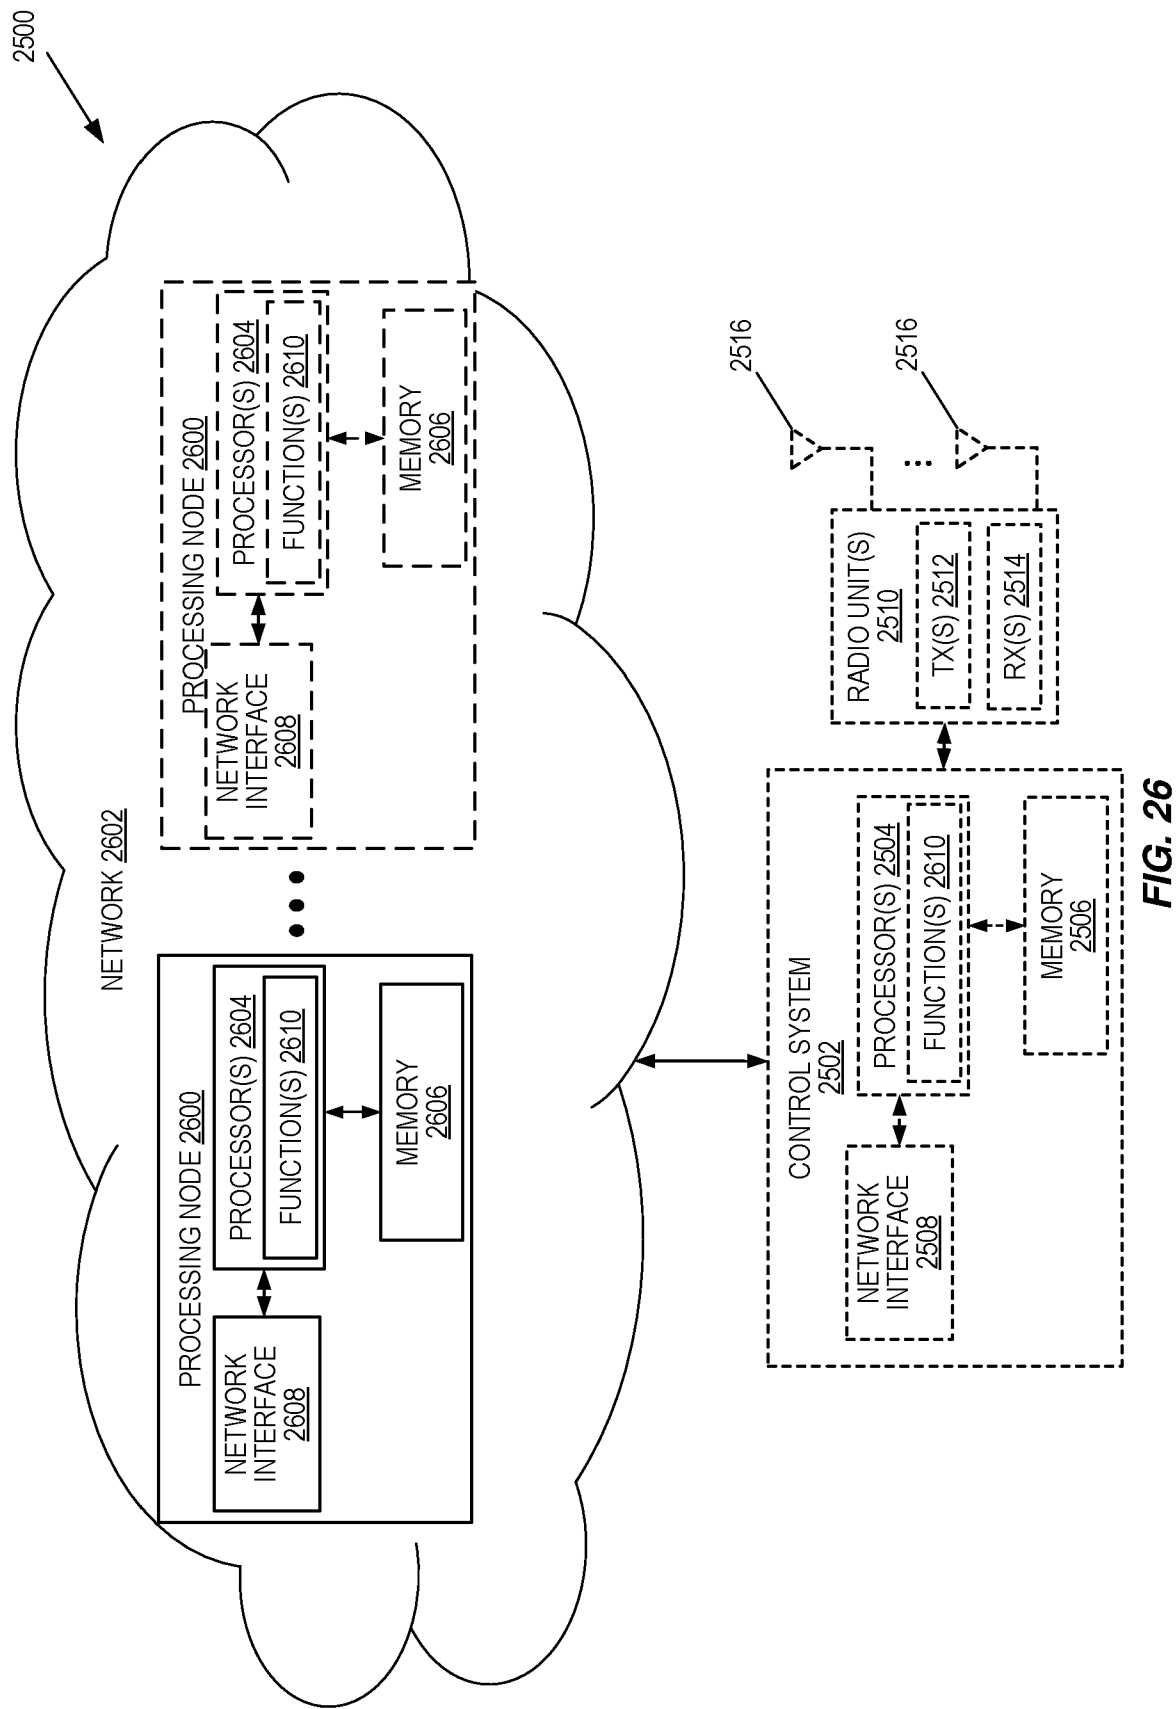 2500
NETWORK 2602
PROCESSING NODE 2600
NETWORK
INTERFACE
2608
PROCESSOR(S) 2604
FUNCTION(S) 2610
MEMORY
2606
PROCESSING NODE 2600
NETWORK
INTERFACE
2608
PROCESSOR(S) 2604
FUNCTION(S) 2610
MEMORY
2606
CONTROL SYSTEM
2502
NETWORK
INTERFACE
2508
PROCESSOR(S) 2504
FUNCTION(S) 2610
MEMORY
2506
RADIO UNIT(S)
2510
TX(S) 2512
RX(S) 2514
2516
2516
FIG. 26